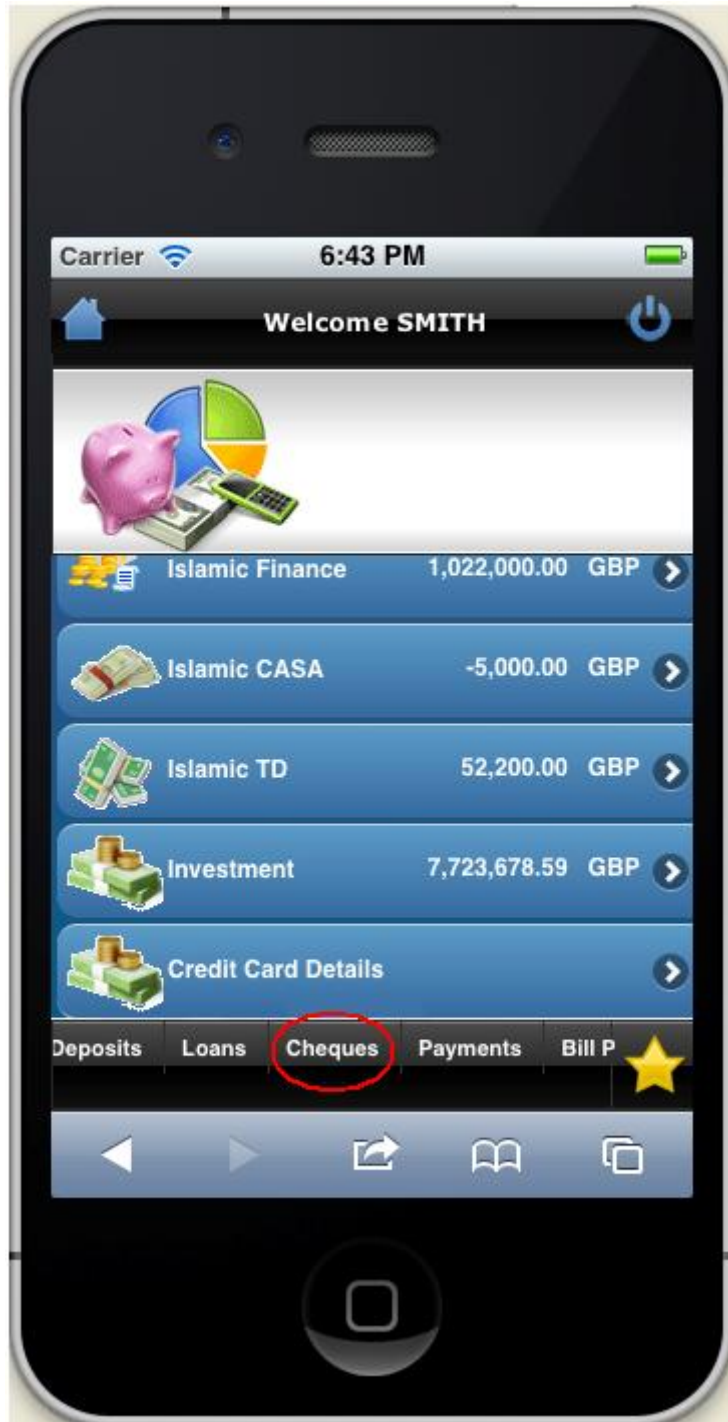 Carrier 6:43 PM
Welcome SMITH
Islamic Finance 1,022,000.00 GBP
Islamic CASA -5,000.00 GBP
Islamic TD 52,200.00 GBP
Investment 7,723,678.59 GBP
Credit Card Details
Deposits Loans Cheques Payments Bill P